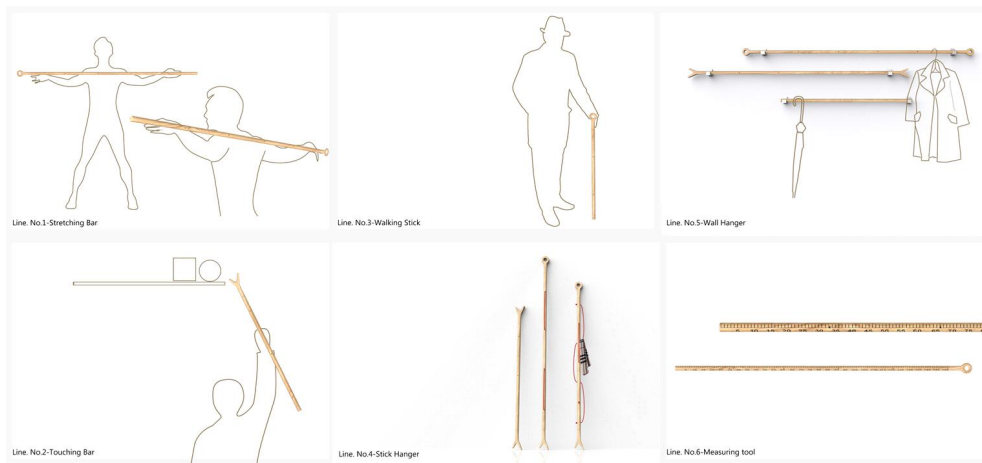 Line. No.1-Stretching Bar
Line. No.3-Walking Stick
Line. No.5-Wall Hanger
Line. No.2-Touching Bar
Line. No.4-Stick Hanger
Line. No.6-Measuring tool